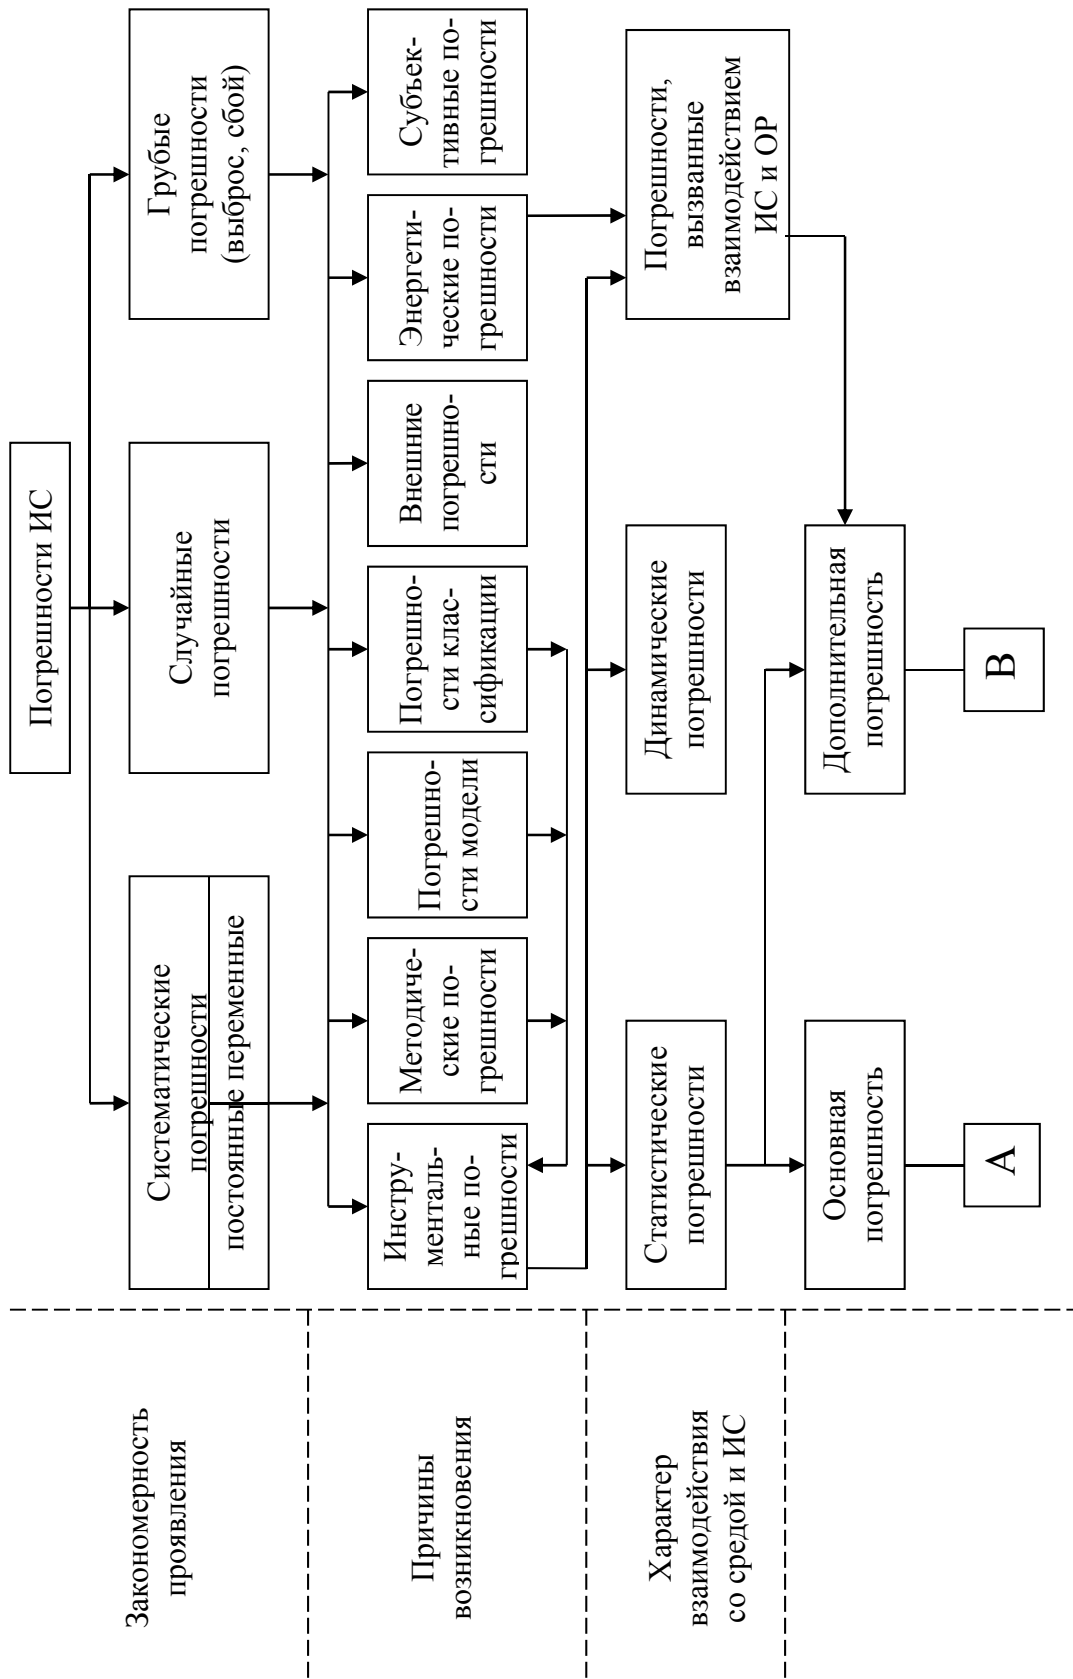 Погрешности ИС
Закономерность
проявления
Систематические
погрешности
постоянные переменные
Случайные
погрешности
Грубые
погрешности
(выброс, сбой)
Причины
возникновения
Инстру-
менталь-
ные по-
грешности
Методиче-
ские по-
грешности
Погрешно-
сти модели
Погрешно-
сти клас-
сификации
Внешние
погрешно-
сти
Энергети-
ческие по-
грешности
Субъек-
тивные по-
грешности
Характер
взаимодействия
со средой и ИС
Статистические
погрешности
Динамические
погрешности
Погрешности,
вызванные
взаимодействием
ИС и ОР
Основная
погрешность
Дополнительная
погрешность
А
В